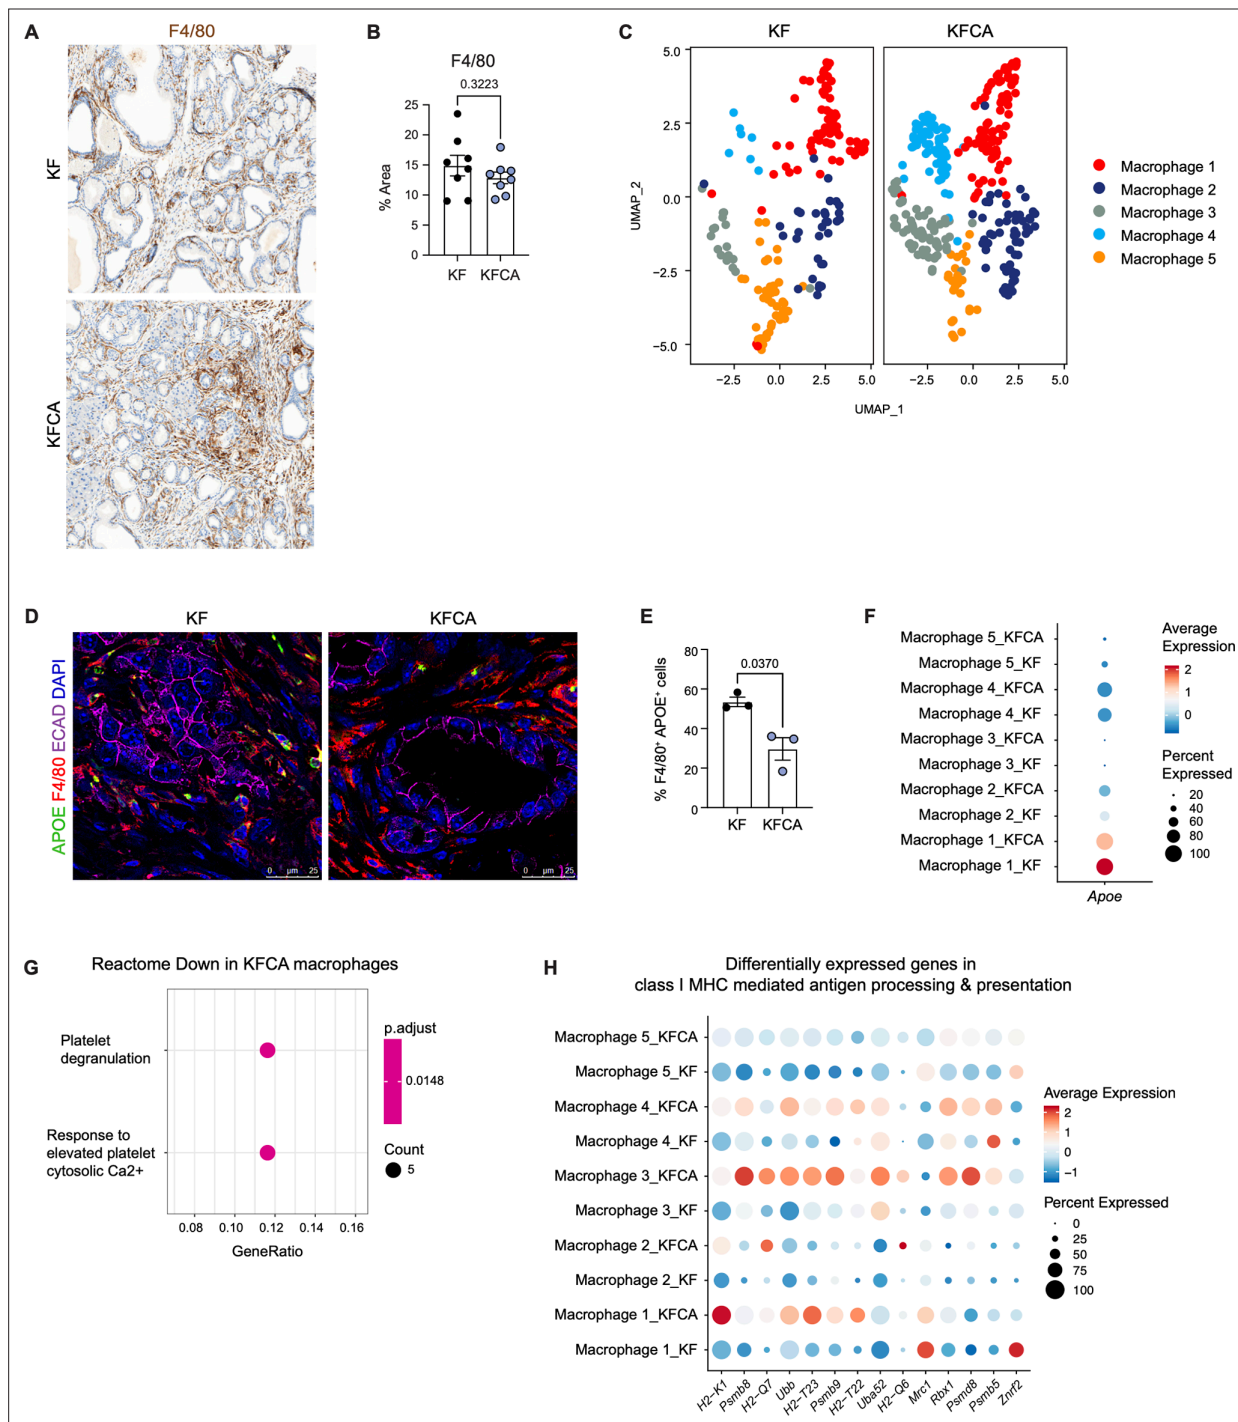 A
F4/80
KF
KFCA
B
F4/80
0.3223
% Area
25
20
15
10
5
0
KF
KFCA
C
KF
KFCA
UMAP_2
5.0
2.5
0.0
−2.5
−5.0
−2.5
0.0
2.5
5.0
−2.5
0.0
2.5
5.0
UMAP_1
Macrophage 1
Macrophage 2
Macrophage 3
Macrophage 4
Macrophage 5
D
KF
KFCA
APOE F4/80 ECAD DAPI
0 µm 25
0 µm 25
E
% F4/80+ APOE+ cells
0.0370
80
60
40
20
0
KF
KFCA
F
Macrophage 5_KFCA
Macrophage 5_KF
Macrophage 4_KFCA
Macrophage 4_KF
Macrophage 3_KFCA
Macrophage 3_KF
Macrophage 2_KFCA
Macrophage 2_KF
Macrophage 1_KFCA
Macrophage 1_KF
Apoe
Average
Expression
2
1
0
Percent
Expressed
20
40
60
80
100
G
Reactome Down in KFCA macrophages
Platelet
degranulation
Response to
elevated platelet
cytosolic Ca2+
0.08
0.10
0.12
0.14
0.16
GeneRatio
p.adjust
0.0148
Count
5
H
Differentially expressed genes in
class I MHC mediated antigen processing & presentation
Macrophage 5_KFCA
Macrophage 5_KF
Macrophage 4_KFCA
Macrophage 4_KF
Macrophage 3_KFCA
Macrophage 3_KF
Macrophage 2_KFCA
Macrophage 2_KF
Macrophage 1_KFCA
Macrophage 1_KF
H2−K1
Psmb8
H2−Q7
Ubb
H2−T23
Psmb9
H2−T22
Uba52
H2−Q6
Mrc1
Rbx1
Psmd8
Psmb5
Znrf2
Average Expression
2
1
0
−1
Percent Expressed
0
25
50
75
100